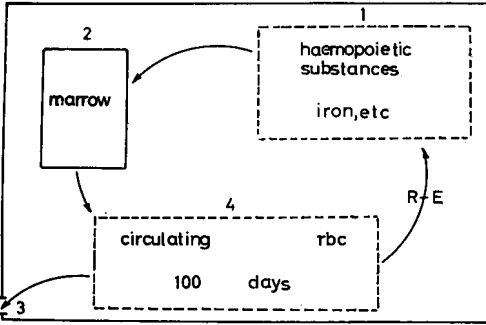 1
haemopoietic
substances
iron, etc
2
marrow
R-E
4
circulating rbc
100 days
3